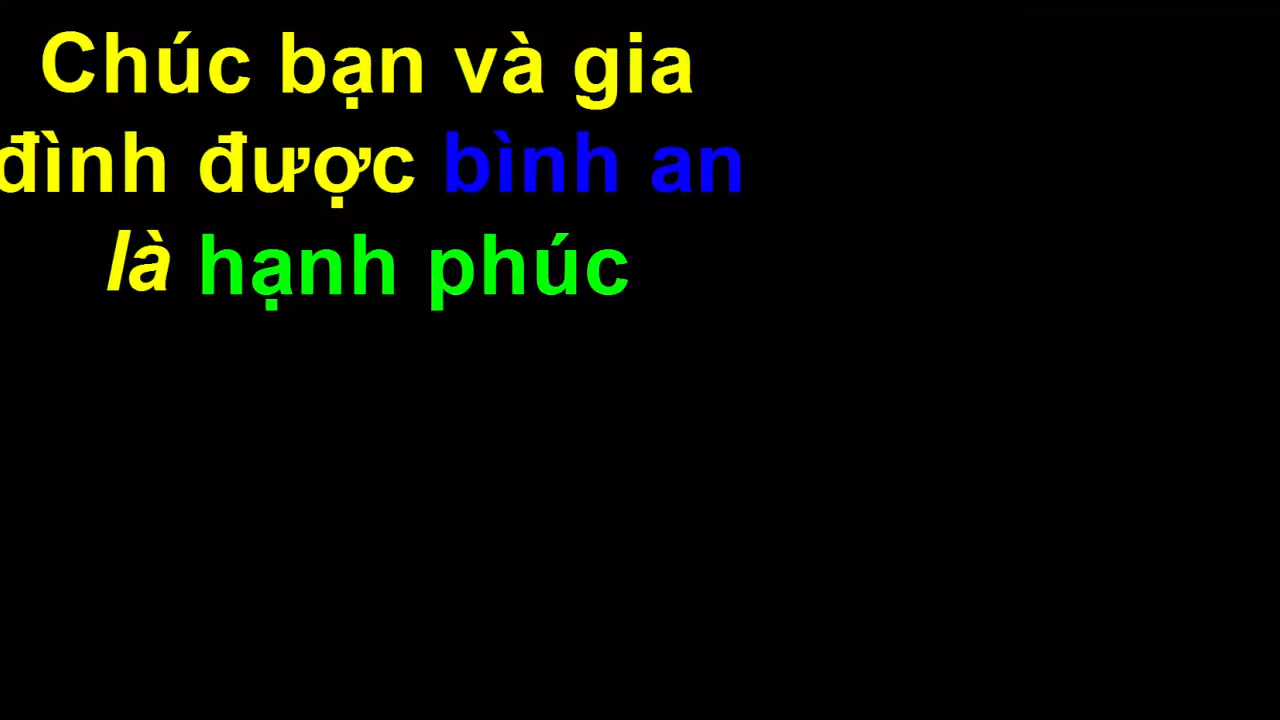 Chúc bạn và gia
đình được bình an
là hạnh phúc